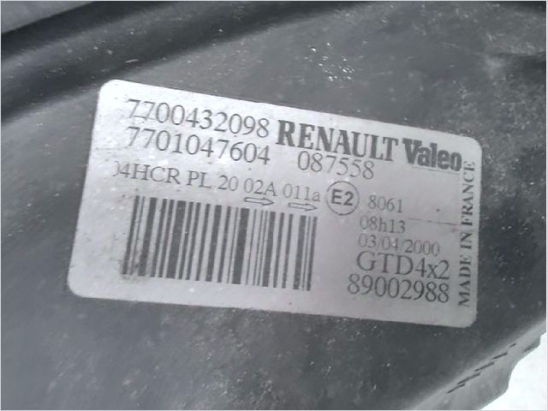 7700432098 RENAULT Valeo
7701047604 087558
04HCR PL 20 02A 011a E2 8061
08h13
03/04/2000
GTD4x2
89002988
MADE IN FRANCE